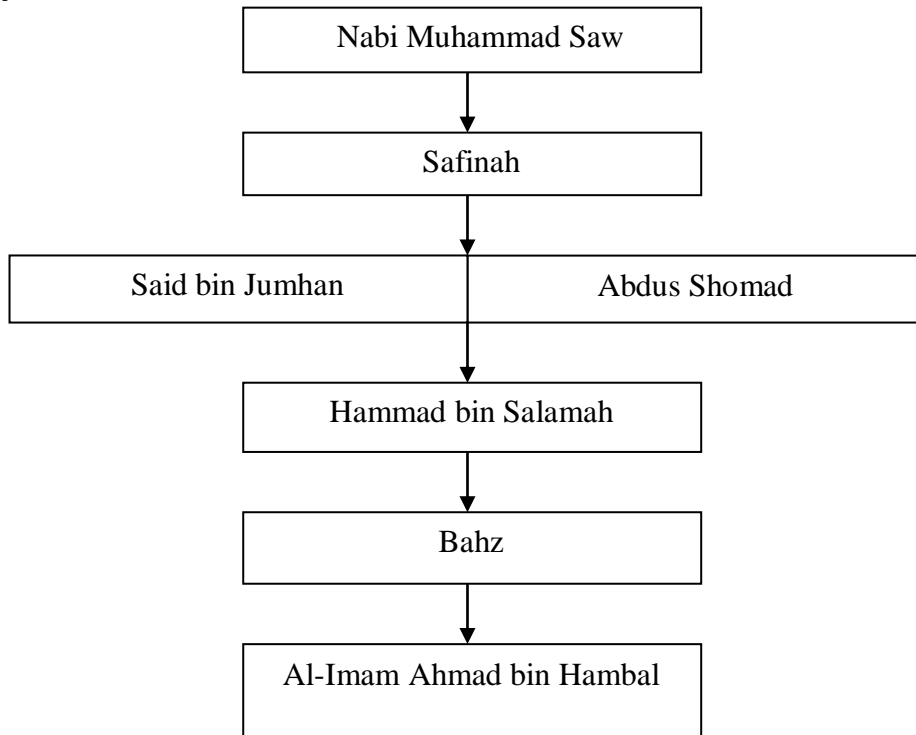 Nabi Muhammad Saw
Safinah
Said bin Jumhan
Abdus Shomad
Hammad bin Salamah
Bahz
Al-Imam Ahmad bin Hambal